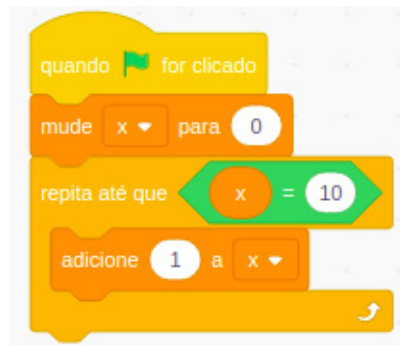 quando for clicado
mude x para 0
repita até que x = 10
adicione 1 a x